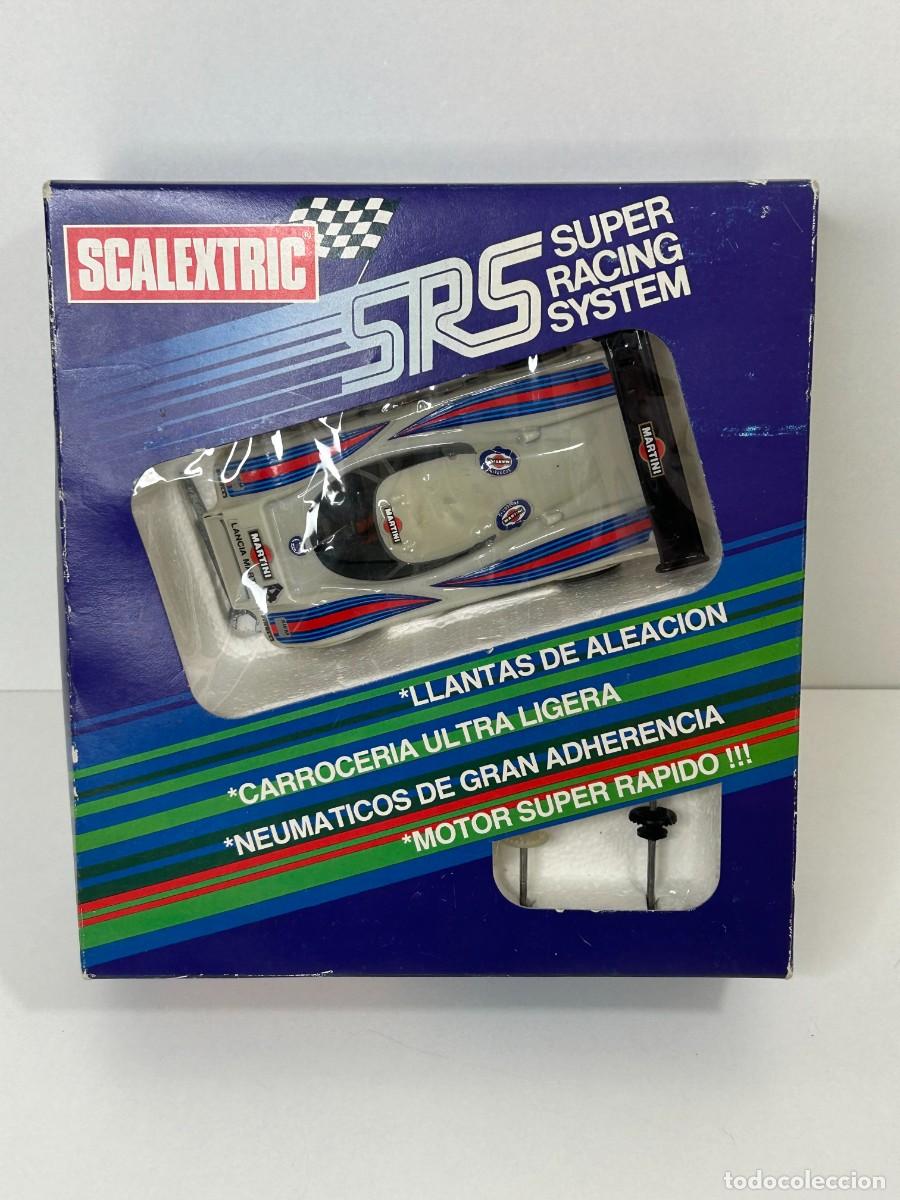 SCALEXTRIC®
SRS
SUPER
RACING
SYSTEM
MARTINI
MARTINI
MARTINI
LANCIA
*LLANTAS DE ALEACION
*CARROCERIA ULTRA LIGERA
*NEUMATICOS DE GRAN ADHERENCIA
*MOTOR SUPER RAPIDO !!!
todocoleccion